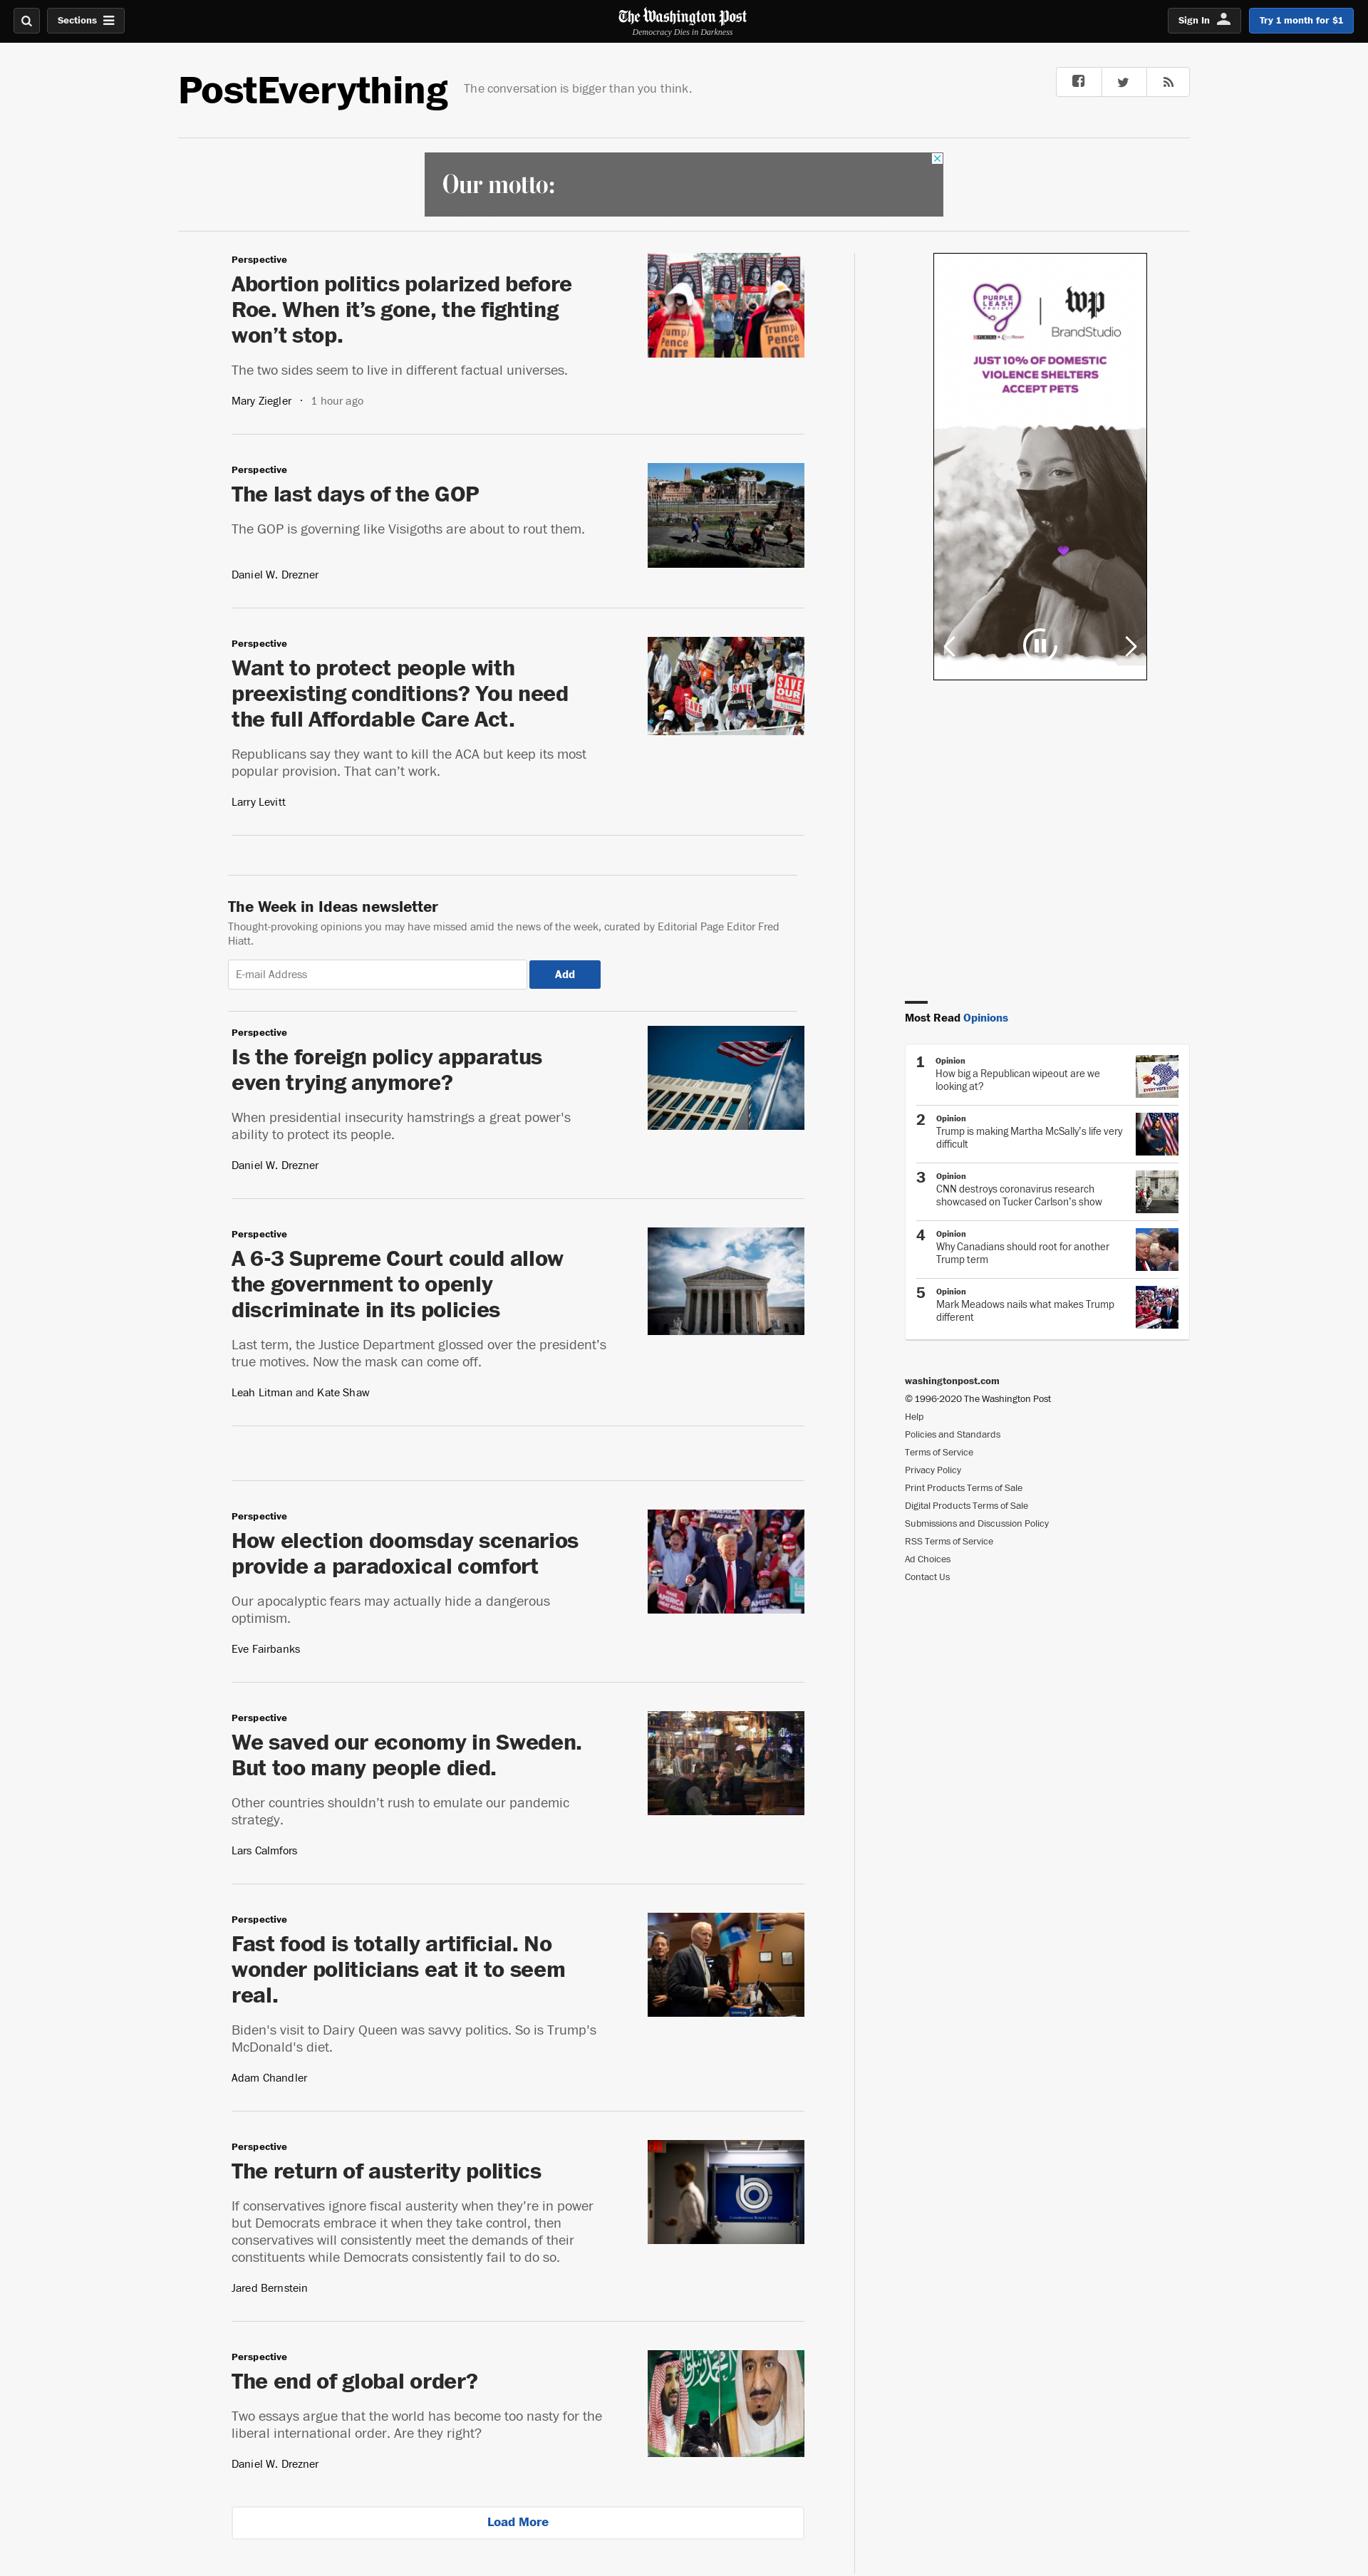 Sections
The Washington Post
Democracy Dies in Darkness
Sign In
Try 1 month for $1
PostEverything
The conversation is bigger than you think.
Our motto:
Perspective
Abortion politics polarized before
Roe. When it’s gone, the fighting
won’t stop.
The two sides seem to live in different factual universes.
Mary Ziegler · 1 hour ago
Trump/
Pence
OUT
Trump/
Pence
OUT
Perspective
The last days of the GOP
The GOP is governing like Visigoths are about to rout them.
Daniel W. Drezner
Perspective
Want to protect people with
preexisting conditions? You need
the full Affordable Care Act.
Republicans say they want to kill the ACA but keep its most
popular provision. That can’t work.
Larry Levitt
SAVE
OUR
The Week in Ideas newsletter
Thought-provoking opinions you may have missed amid the news of the week, curated by Editorial Page Editor Fred
Hiatt.
E-mail Address
Add
Perspective
Is the foreign policy apparatus
even trying anymore?
When presidential insecurity hamstrings a great power's
ability to protect its people.
Daniel W. Drezner
Perspective
A 6-3 Supreme Court could allow
the government to openly
discriminate in its policies
Last term, the Justice Department glossed over the president’s
true motives. Now the mask can come off.
Leah Litman and Kate Shaw
Perspective
How election doomsday scenarios
provide a paradoxical comfort
Our apocalyptic fears may actually hide a dangerous
optimism.
Eve Fairbanks
Perspective
We saved our economy in Sweden.
But too many people died.
Other countries shouldn’t rush to emulate our pandemic
strategy.
Lars Calmfors
Perspective
Fast food is totally artificial. No
wonder politicians eat it to seem
real.
Biden's visit to Dairy Queen was savvy politics. So is Trump's
McDonald's diet.
Adam Chandler
Perspective
The return of austerity politics
If conservatives ignore fiscal austerity when they’re in power
but Democrats embrace it when they take control, then
conservatives will consistently meet the demands of their
constituents while Democrats consistently fail to do so.
Jared Bernstein
Perspective
The end of global order?
Two essays argue that the world has become too nasty for the
liberal international order. Are they right?
Daniel W. Drezner
Load More
PURPLE
LEASH
PROJECT
wp
BrandStudio
JUST 10% OF DOMESTIC
VIOLENCE SHELTERS
ACCEPT PETS
Most Read Opinions
1 Opinion
How big a Republican wipeout are we
looking at?
2 Opinion
Trump is making Martha McSally’s life very
difficult
3 Opinion
CNN destroys coronavirus research
showcased on Tucker Carlson’s show
4 Opinion
Why Canadians should root for another
Trump term
5 Opinion
Mark Meadows nails what makes Trump
different
washingtonpost.com
© 1996-2020 The Washington Post
Help
Policies and Standards
Terms of Service
Privacy Policy
Print Products Terms of Sale
Digital Products Terms of Sale
Submissions and Discussion Policy
RSS Terms of Service
Ad Choices
Contact Us